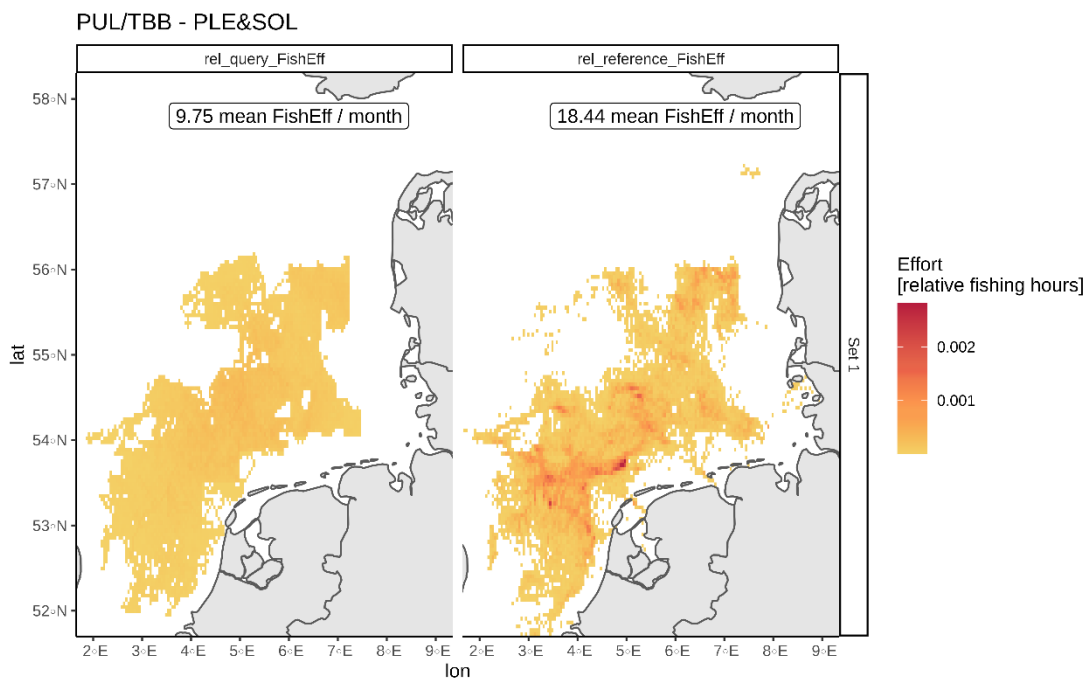 PUL/TBB - PLE&SOL
rel_query_FishEff
rel_reference_FishEff
9.75 mean FishEff / month
18.44 mean FishEff / month
58°N
57°N
56°N
55°N
54°N
53°N
52°N
lat
2°E 3°E 4°E 5°E 6°E 7°E 8°E 9°E
2°E 3°E 4°E 5°E 6°E 7°E 8°E 9°E
lon
Set 1
Effort
[relative fishing hours]
0.002
0.001